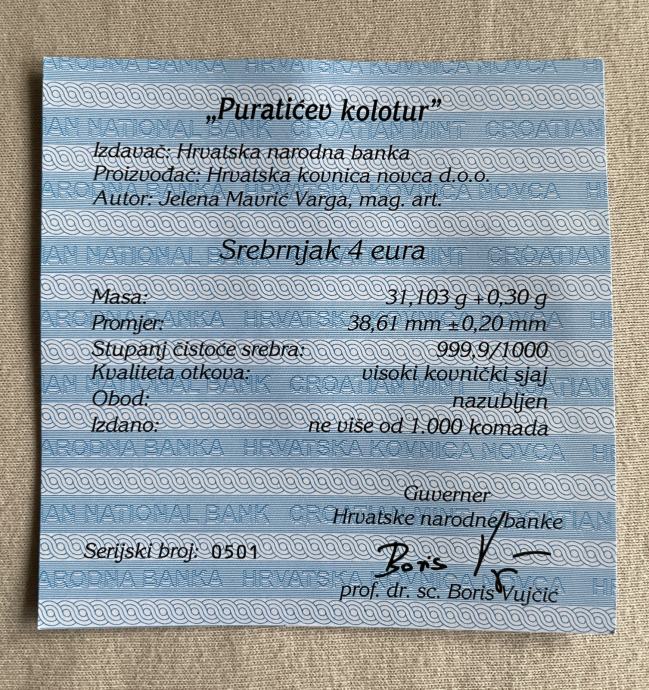 „Puratićev kolotur”
Izdavač: Hrvatska narodna banka
Proizvođač: Hrvatska kovnica novca d.o.o.
Autor: Jelena Mavrić Varga, mag. art.
Srebrnjak 4 eura
Masa: 31,103 g +0,30 g
Promjer: 38,61 mm ±0,20 mm
Stupanj čistoće srebra: 999,9/1000
Kvaliteta otkova: visoki kovnički sjaj
Obod: nazubljen
Izdano: ne više od 1.000 komada
Guverner
Hrvatske narodne banke
Serijski broj: 0501
Boris
prof. dr. sc. Boris Vujčić